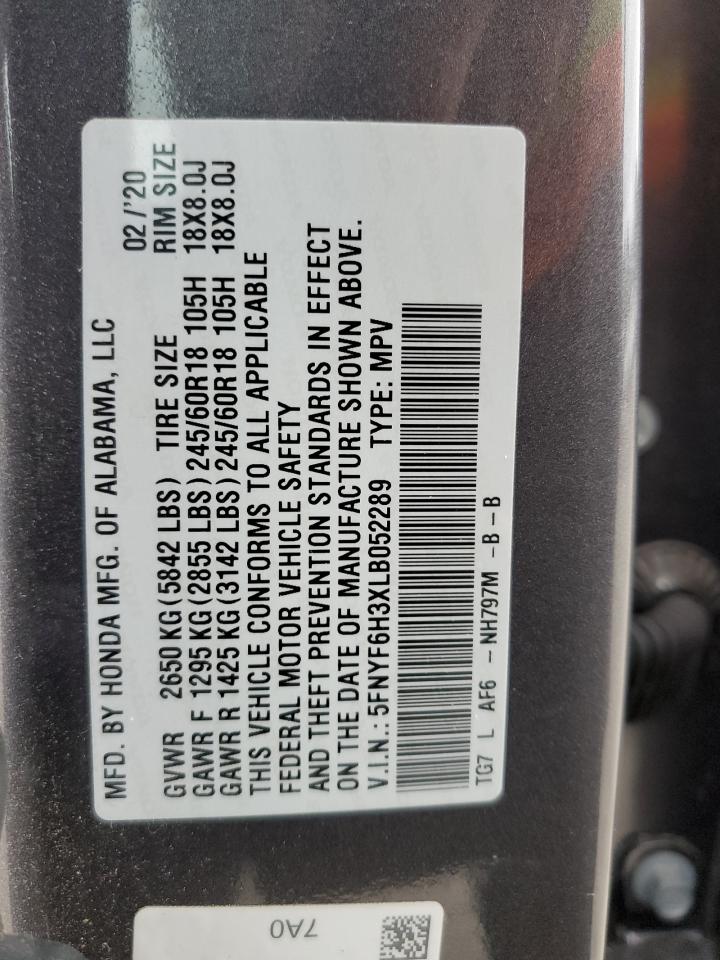 MFD. BY HONDA MFG. OF ALABAMA, LLC 02/'20
GVWR 2650 KG (5842 LBS) TIRE SIZE RIM SIZE
GAWR F 1295 KG (2855 LBS) 245/60R18 105H 18X8.0J
GAWR R 1425 KG (3142 LBS) 245/60R18 105H 18X8.0J
THIS VEHICLE CONFORMS TO ALL APPLICABLE
FEDERAL MOTOR VEHICLE SAFETY
AND THEFT PREVENTION STANDARDS IN EFFECT
ON THE DATE OF MANUFACTURE SHOWN ABOVE.
V.I.N.: 5FNYF6H3XLB052289 TYPE: MPV
TG7 L AF6 - NH797M -B-B
7A0